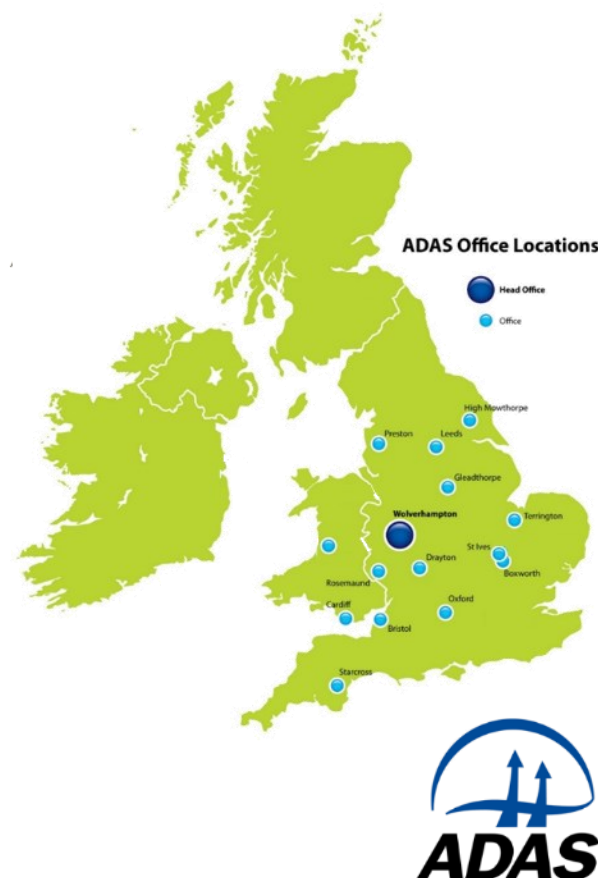 ADAS Office Locations
Head Office
Office
High Mowthorpe
Preston
Leeds
Gleadthorpe
Wolverhampton
Terrington
St Ives
Drayton
Boxworth
Rosemaund
Cardiff
Oxford
Bristol
Starcross
ADAS